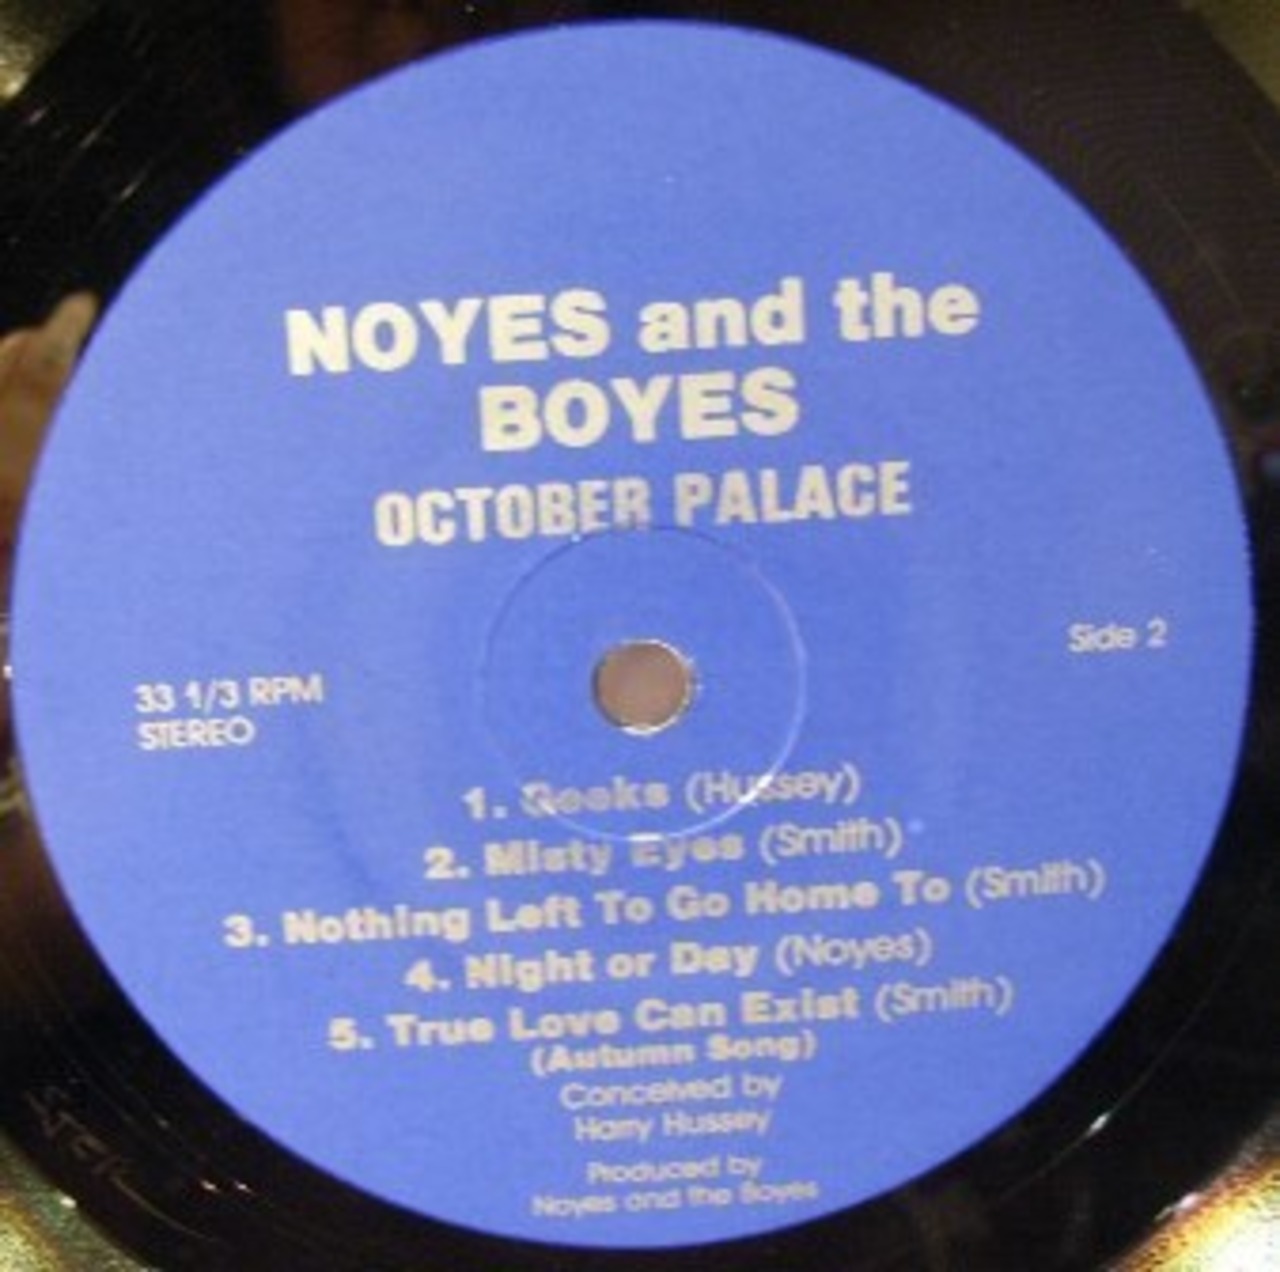 NOYES and the
BOYES
OCTOBER PALACE
Side 2
33 1/3 RPM
STEREO
1. (Hussey)
2. Misty Eyes (Smith)
3. Nothing Left To Go Home To (Smith)
4. Night or Day (Noyes)
5. True Love Can Exist (Smith)
(Autumn Song)
Conceived by
Harry Hussey
Produced by
Noyes and the Boyes